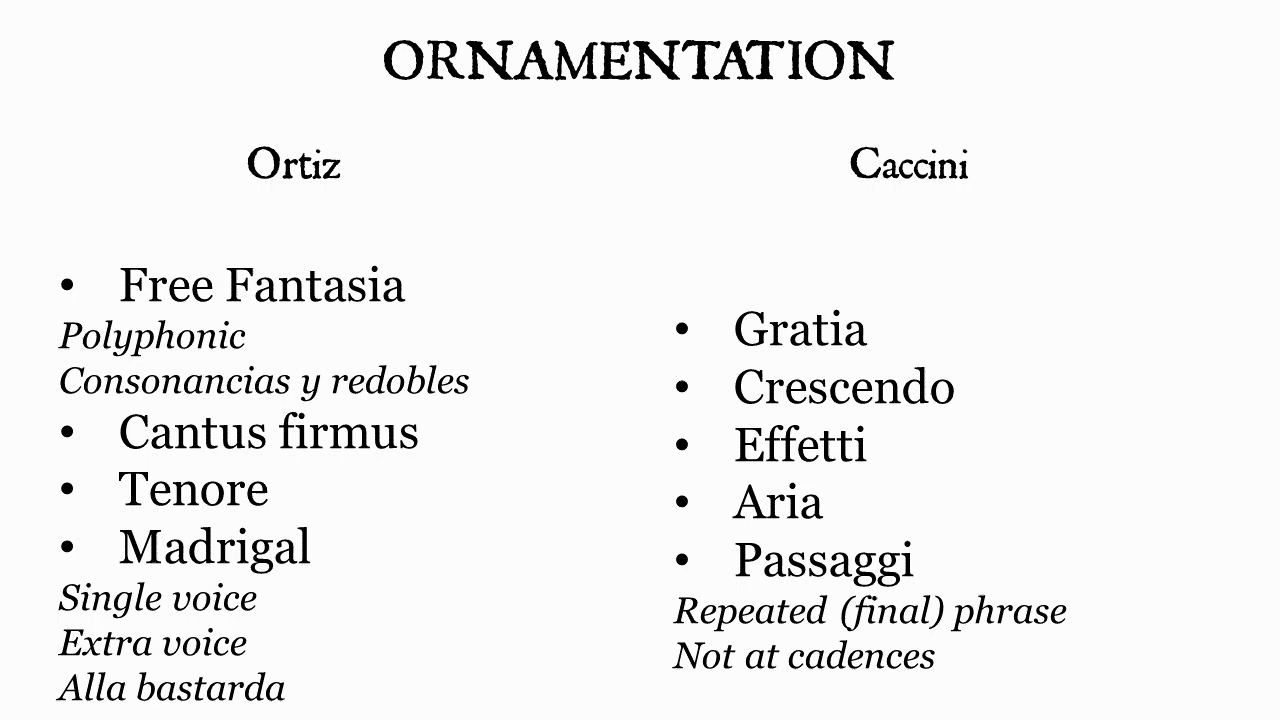 ORNAMENTATION
Ortiz
• Free Fantasia
Polyphonic
Consonancias y redobles
• Cantus firmus
• Tenore
• Madrigal
Single voice
Extra voice
Alla bastarda
Caccini
• Gratia
• Crescendo
• Effetti
• Aria
• Passaggi
Repeated (final) phrase
Not at cadences